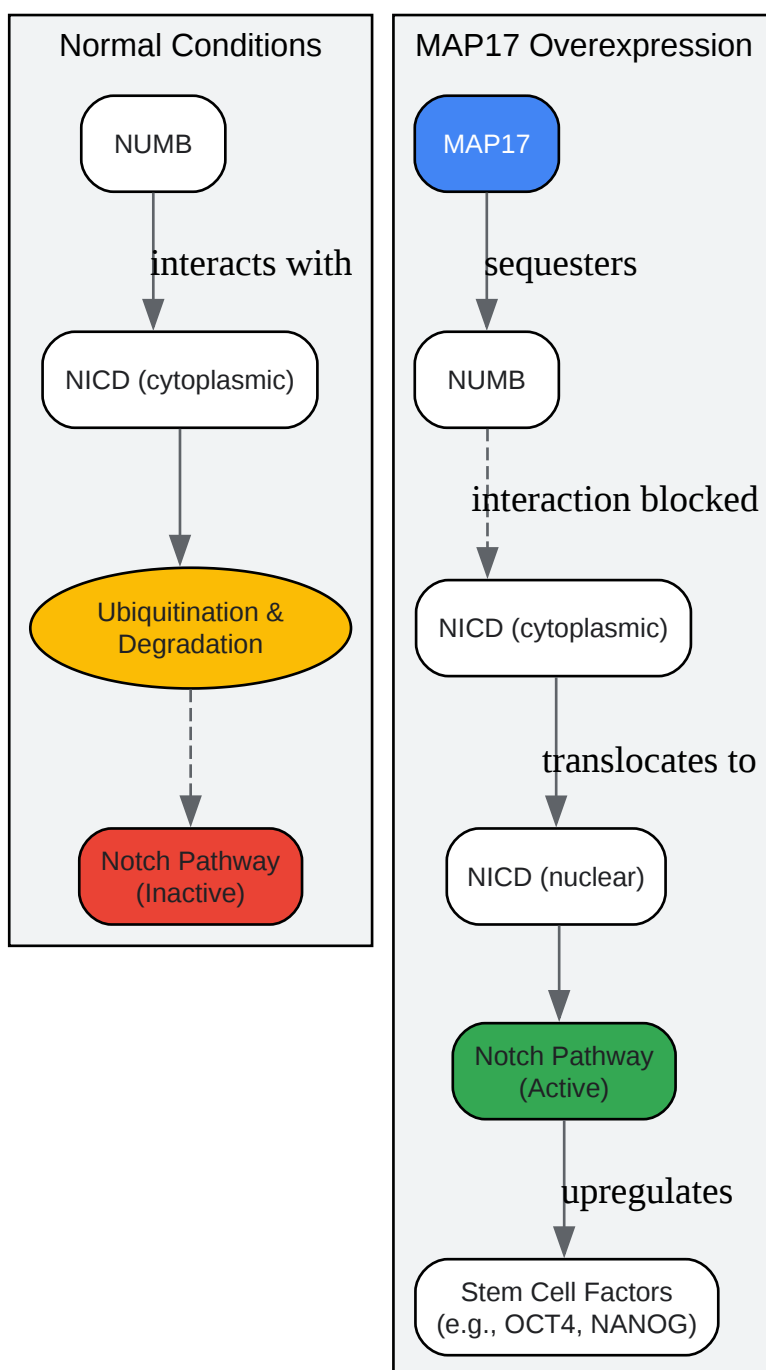 Normal Conditions
NUMB
interacts with
NICD (cytoplasmic)
Ubiquitination &
Degradation
Notch Pathway
(Inactive)
MAP17 Overexpression
MAP17
sequesters
NUMB
interaction blocked
NICD (cytoplasmic)
translocates to
NICD (nuclear)
Notch Pathway
(Active)
upregulates
Stem Cell Factors
(e.g., OCT4, NANOG)